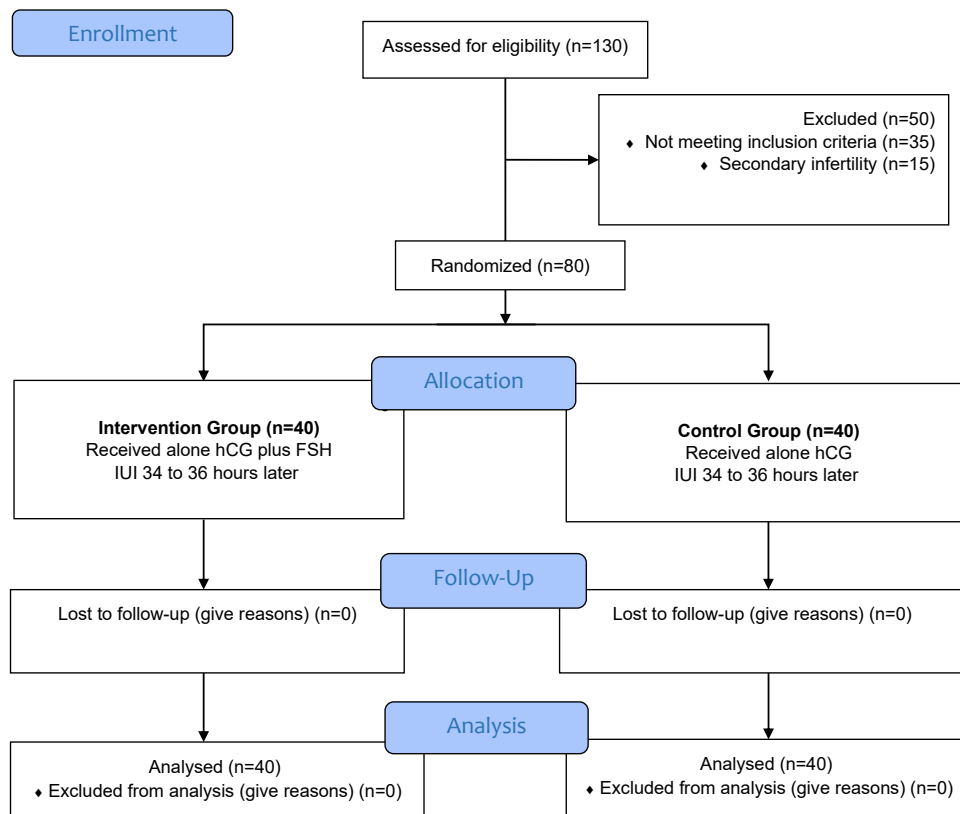 Enrollment
Assessed for eligibility (n=130)
Excluded (n=50)
♦ Not meeting inclusion criteria (n=35)
♦ Secondary infertility (n=15)
Randomized (n=80)
Allocation
Intervention Group (n=40)
Received alone hCG plus FSH
IUI 34 to 36 hours later
Control Group (n=40)
Received alone hCG
IUI 34 to 36 hours later
Follow-Up
Lost to follow-up (give reasons) (n=0)
Lost to follow-up (give reasons) (n=0)
Analysis
Analysed (n=40)
♦ Excluded from analysis (give reasons) (n=0)
Analysed (n=40)
♦ Excluded from analysis (give reasons) (n=0)